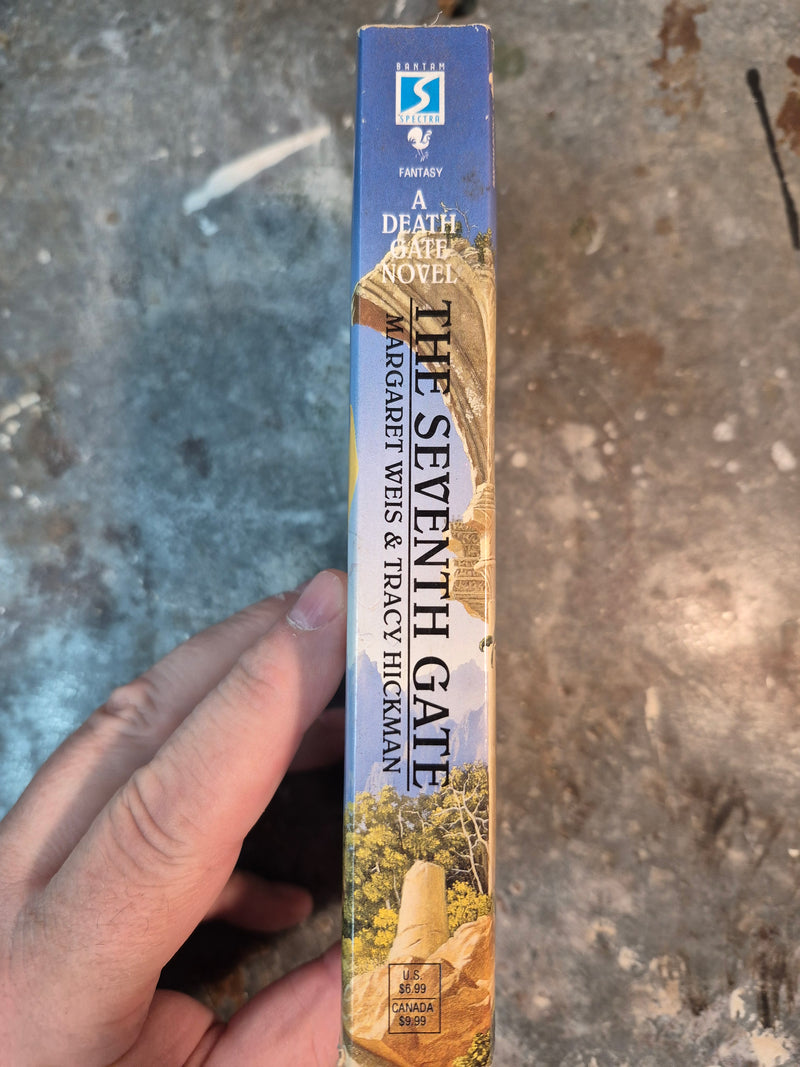 BANTAM
SPECTRA
FANTASY
A
DEATH
GATE
NOVEL
THE SEVENTH GATE
MARGARET WEIS & TRACY HICKMAN
U.S.
$6.99
CANADA
$9.99